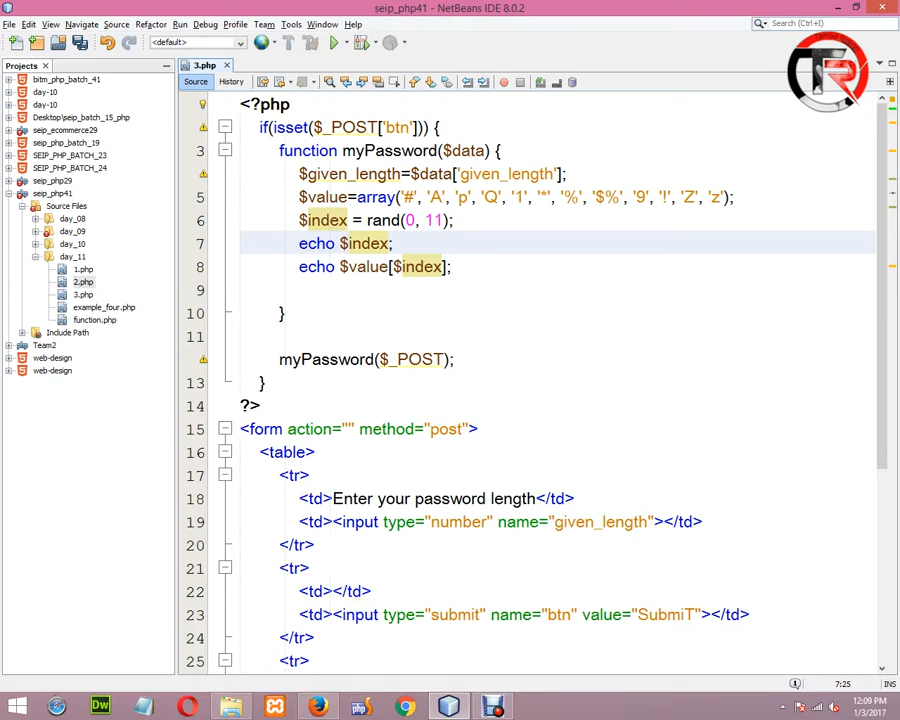 seip_php41 - NetBeans IDE 8.0.2
File Edit View Navigate Source Refactor Run Debug Profile Team Tools Window Help
Search (Ctrl+I)
<default>
Projects
3.php
Source History
bitm_php_batch_41
day-10
day-10
Desktop\seip_batch_15_php
seip_ecommerce29
seip_php_batch_19
SEIP_PHP_BATCH_23
SEIP_PHP_BATCH_24
seip_php29
seip_php41
Source Files
day_08
day_09
day_10
day_11
1.php
2.php
3.php
example_four.php
function.php
Include Path
Team2
web-design
web-design
<?php
if(isset($_POST['btn'])) {
3 function myPassword($data) {
$given_length=$data['given_length'];
5 $value=array('#', 'A', 'p', 'Q', '1', '*', '%', '$%', '9', '!', 'Z', 'z');
6 $index = rand(0, 11);
7 echo $index;
8 echo $value[$index];
9
10 }
11
myPassword($_POST);
13 }
14 ?>
15 <form action="" method="post">
16 <table>
17 <tr>
18 <td>Enter your password length</td>
19 <td><input type="number" name="given_length"></td>
20 </tr>
21 <tr>
22 <td></td>
23 <td><input type="submit" name="btn" value="SubmiT"></td>
24 </tr>
25 <tr>
7:25 INS
12:09 PM
1/3/2017